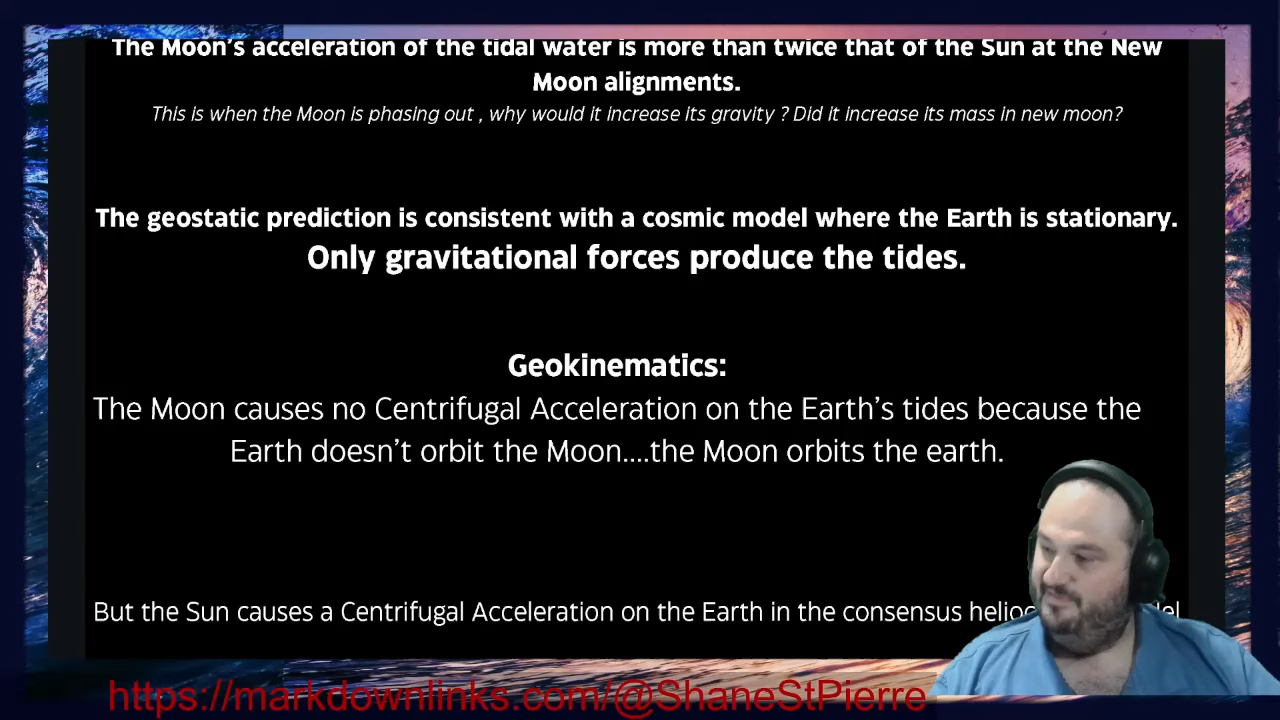 The Moon's acceleration of the tidal water is more than twice that of the Sun at the New
Moon alignments.
This is when the Moon is phasing out , why would it increase its gravity ? Did it increase its mass in new moon?
The geostatic prediction is consistent with a cosmic model where the Earth is stationary.
Only gravitational forces produce the tides.
Geokinematics:
The Moon causes no Centrifugal Acceleration on the Earth's tides because the
Earth doesn't orbit the Moon....the Moon orbits the earth.
But the Sun causes a Centrifugal Acceleration on the Earth in the consensus
https://markdownlinks.com/@ShaneStPierre